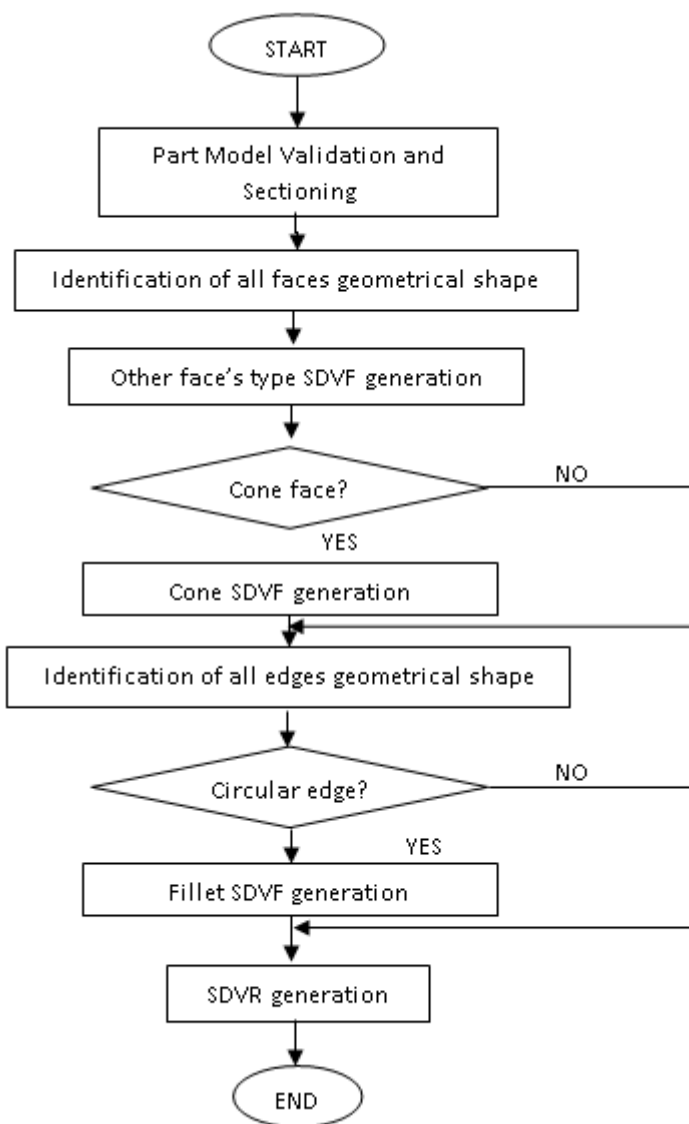 START
Part Model Validation and
Sectioning
Identification of all faces geometrical shape
Other face’s type SDVF generation
Cone face?
NO
YES
Cone SDVF generation
Identification of all edges geometrical shape
Circular edge?
NO
YES
Fillet SDVF generation
SDVR generation
END